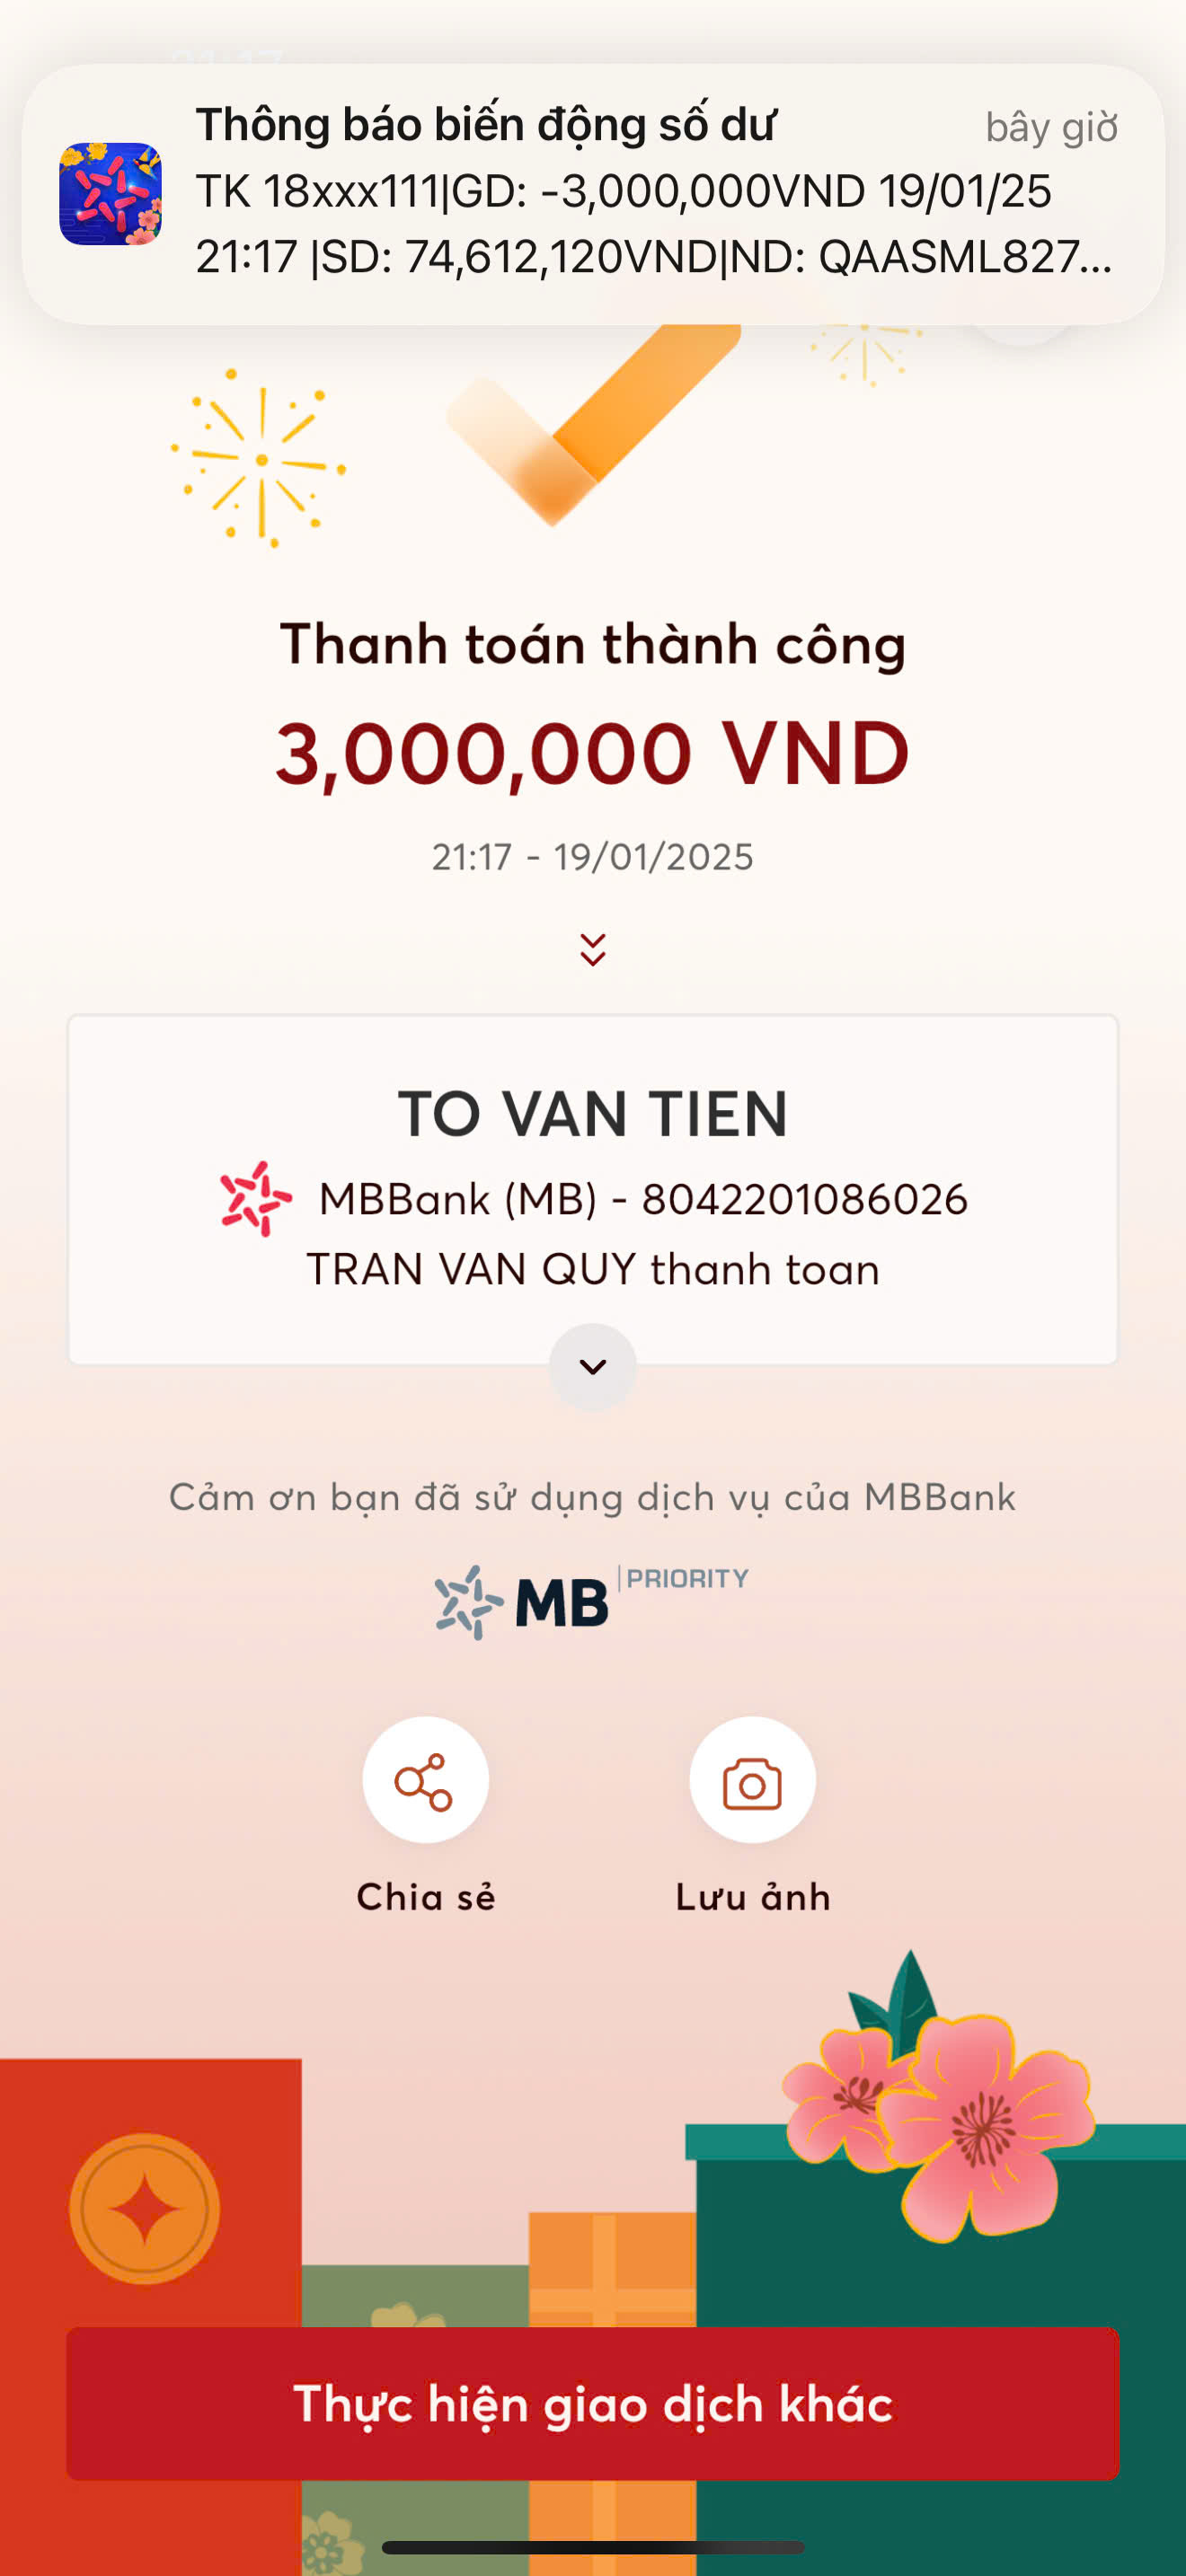 Thông báo biến động số dư
bây giờ
TK 18xxx111|GD: -3,000,000VND 19/01/25
21:17 |SD: 74,612,120VND|ND: QAASML827...
Thanh toán thành công
3,000,000 VND
21:17 - 19/01/2025
TO VAN TIEN
MBBank (MB) - 8042201086026
TRAN VAN QUY thanh toan
Cảm ơn bạn đã sử dụng dịch vụ của MBBank
MB PRIORITY
Chia sẻ
Lưu ảnh
Thực hiện giao dịch khác